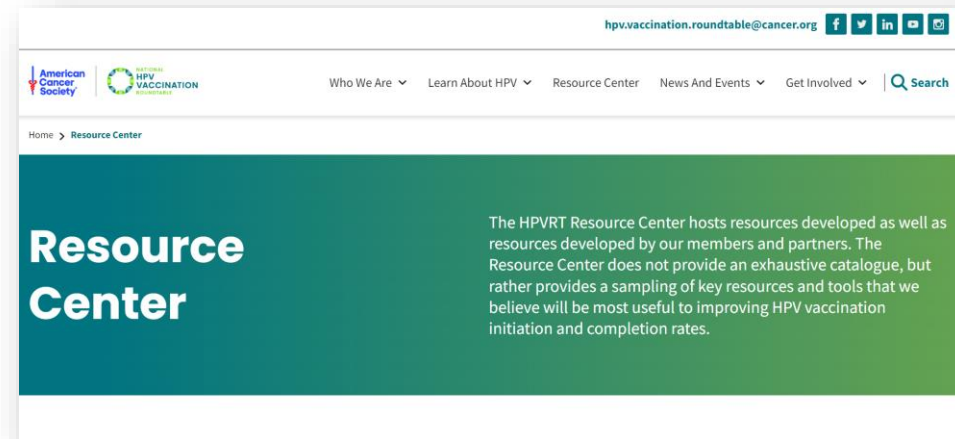 hpv.vaccination.roundtable@cancer.org
American
Cancer
Society
NATIONAL
HPV
VACCINATION
ROUNDTABLE
Who We Are
Learn About HPV
Resource Center
News And Events
Get Involved
Search
Home > Resource Center
Resource
Center
The HPVRT Resource Center hosts resources developed as well as
resources developed by our members and partners. The
Resource Center does not provide an exhaustive catalogue, but
rather provides a sampling of key resources and tools that we
believe will be most useful to improving HPV vaccination
initiation and completion rates.